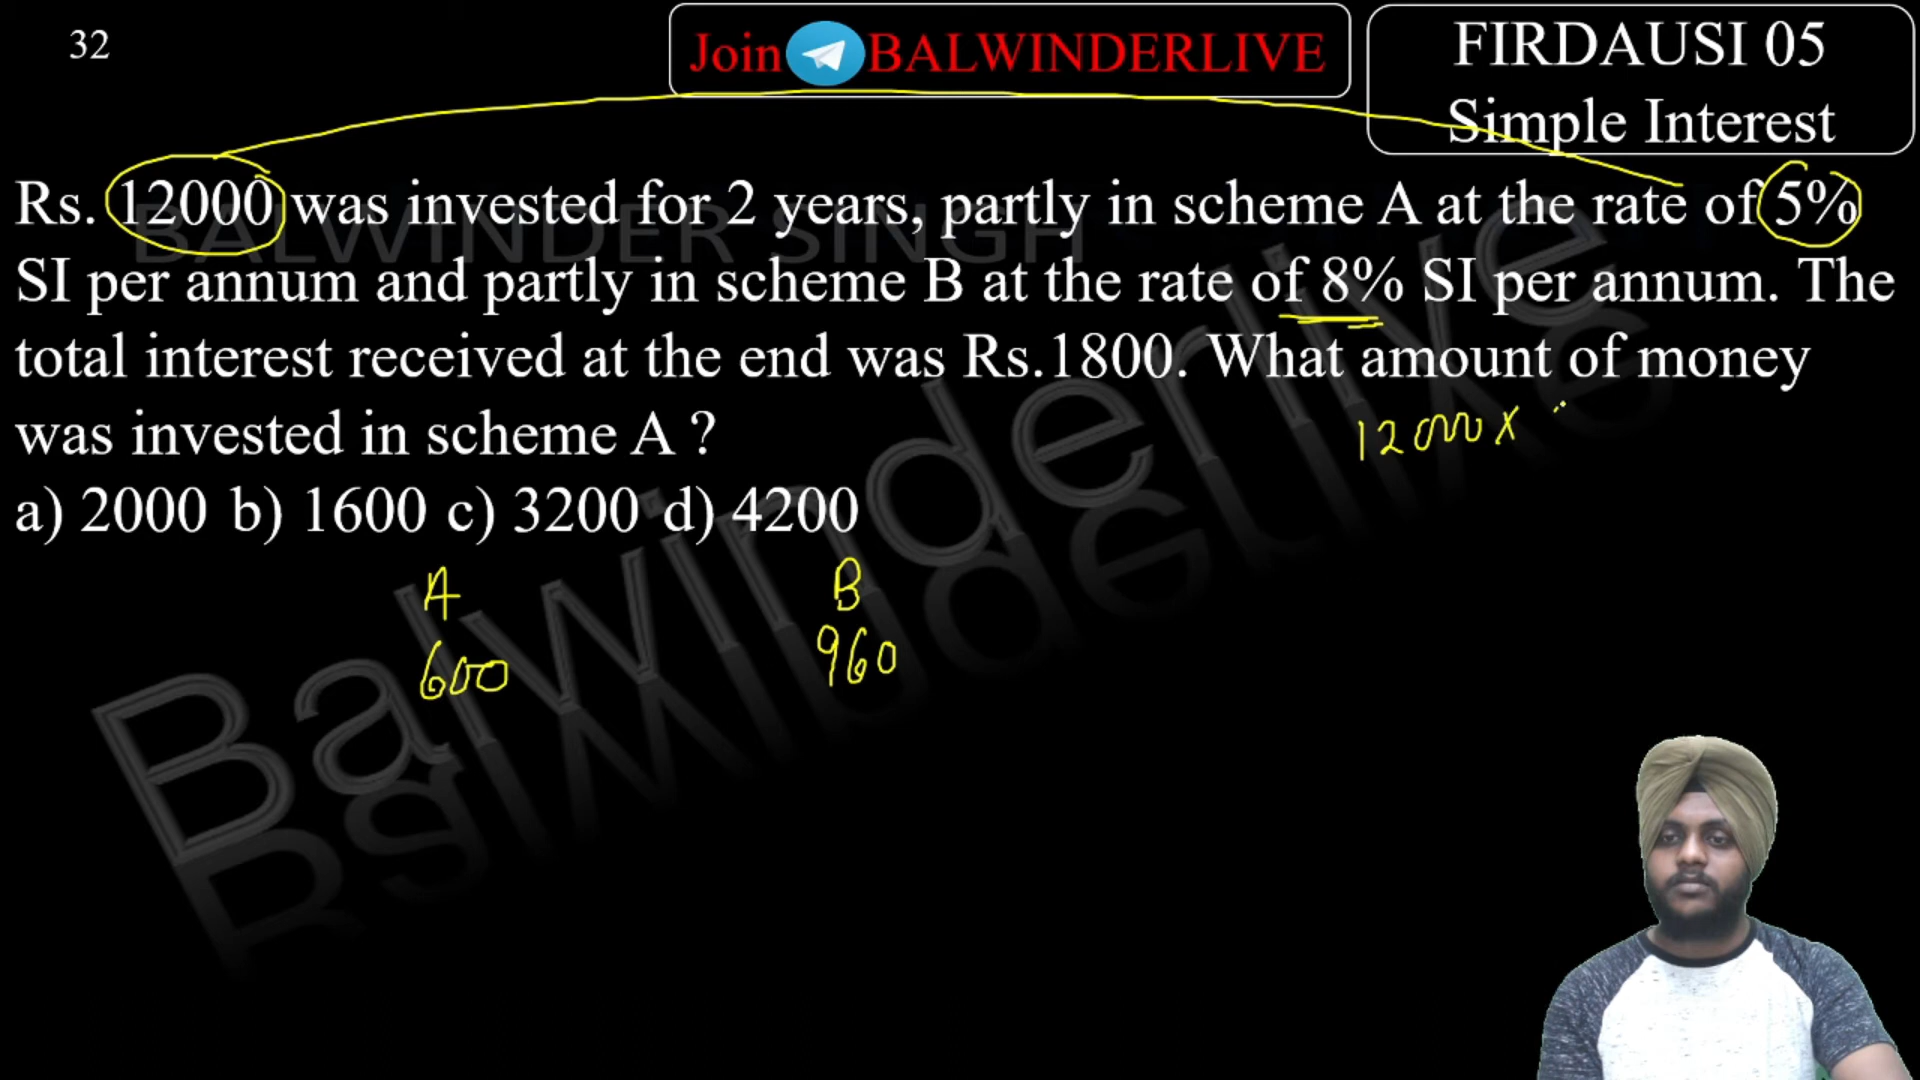 32
Join BALWINDERLIVE
FIRDAUSI 05
Simple Interest
Rs. 12000 was invested for 2 years, partly in scheme A at the rate of 5%
SI per annum and partly in scheme B at the rate of 8% SI per annum. The
total interest received at the end was Rs.1800. What amount of money
was invested in scheme A ?
12000 x
a) 2000 b) 1600 c) 3200 d) 4200
A B
600 960
BALWINDER SINGH
Balwinderlive